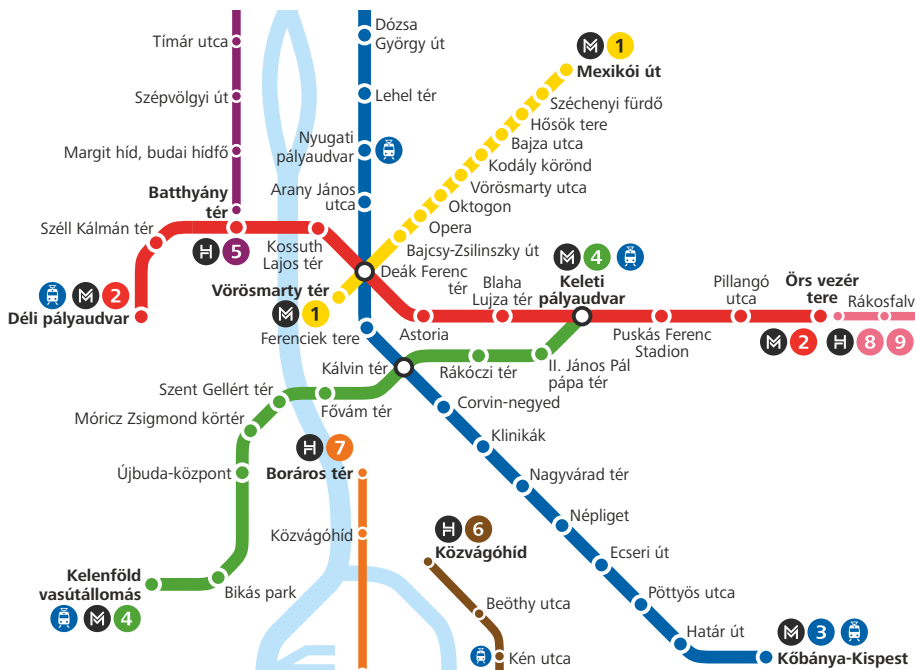 Dózsa
György út
Tímár utca
M 1
Mexikói út
Lehel tér
Szépvölgyi út
Széchenyi fürdő
Hősök tere
Nyugati
pályaudvar
Bajza utca
Margit híd, budai hídfő
Kodály körönd
Vörösmarty utca
Arany János
utca
Batthyány
tér
Oktogon
Opera
Széll Kálmán tér
H 5
Kossuth
Lajos tér
Bajcsy-Zsilinszky út
M 4
Deák Ferenc
tér
Keleti
pályaudvar
Blaha
Lujza tér
Pillangó
utca
Örs vezér
tere
Vörösmarty tér
M 1
M 2
Déli pályaudvar
Rákosfalv
Ferenciek tere
Astoria
Puskás Ferenc
Stadion
M 2
H 8 9
Kálvin tér
Rákóczi tér
II. János Pál
pápa tér
Szent Gellért tér
Fővám tér
Corvin-negyed
Móricz Zsigmond körtér
Klinikák
H 7
Boráros tér
Újbuda-központ
Nagyvárad tér
Népliget
H 6
Közvágóhíd
Közvágóhíd
Ecseri út
Kelenföld
vasútállomás
M 4
Bikás park
Beöthy utca
Pöttyös utca
Határ út
M 3
Kőbánya-Kispest
Kén utca